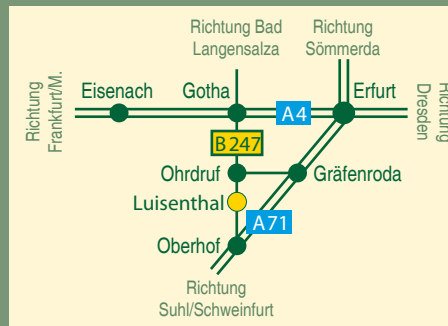 Richtung Bad
Langensalza
Richtung
Sömmerda
Richtung
Frankfurt/M.
Eisenach
Gotha
Erfurt
A4
Richtung
Dresden
B 247
Ohrdruf
Gräfenroda
Luisenthal
A71
Oberhof
Richtung
Suhl/Schweinfurt